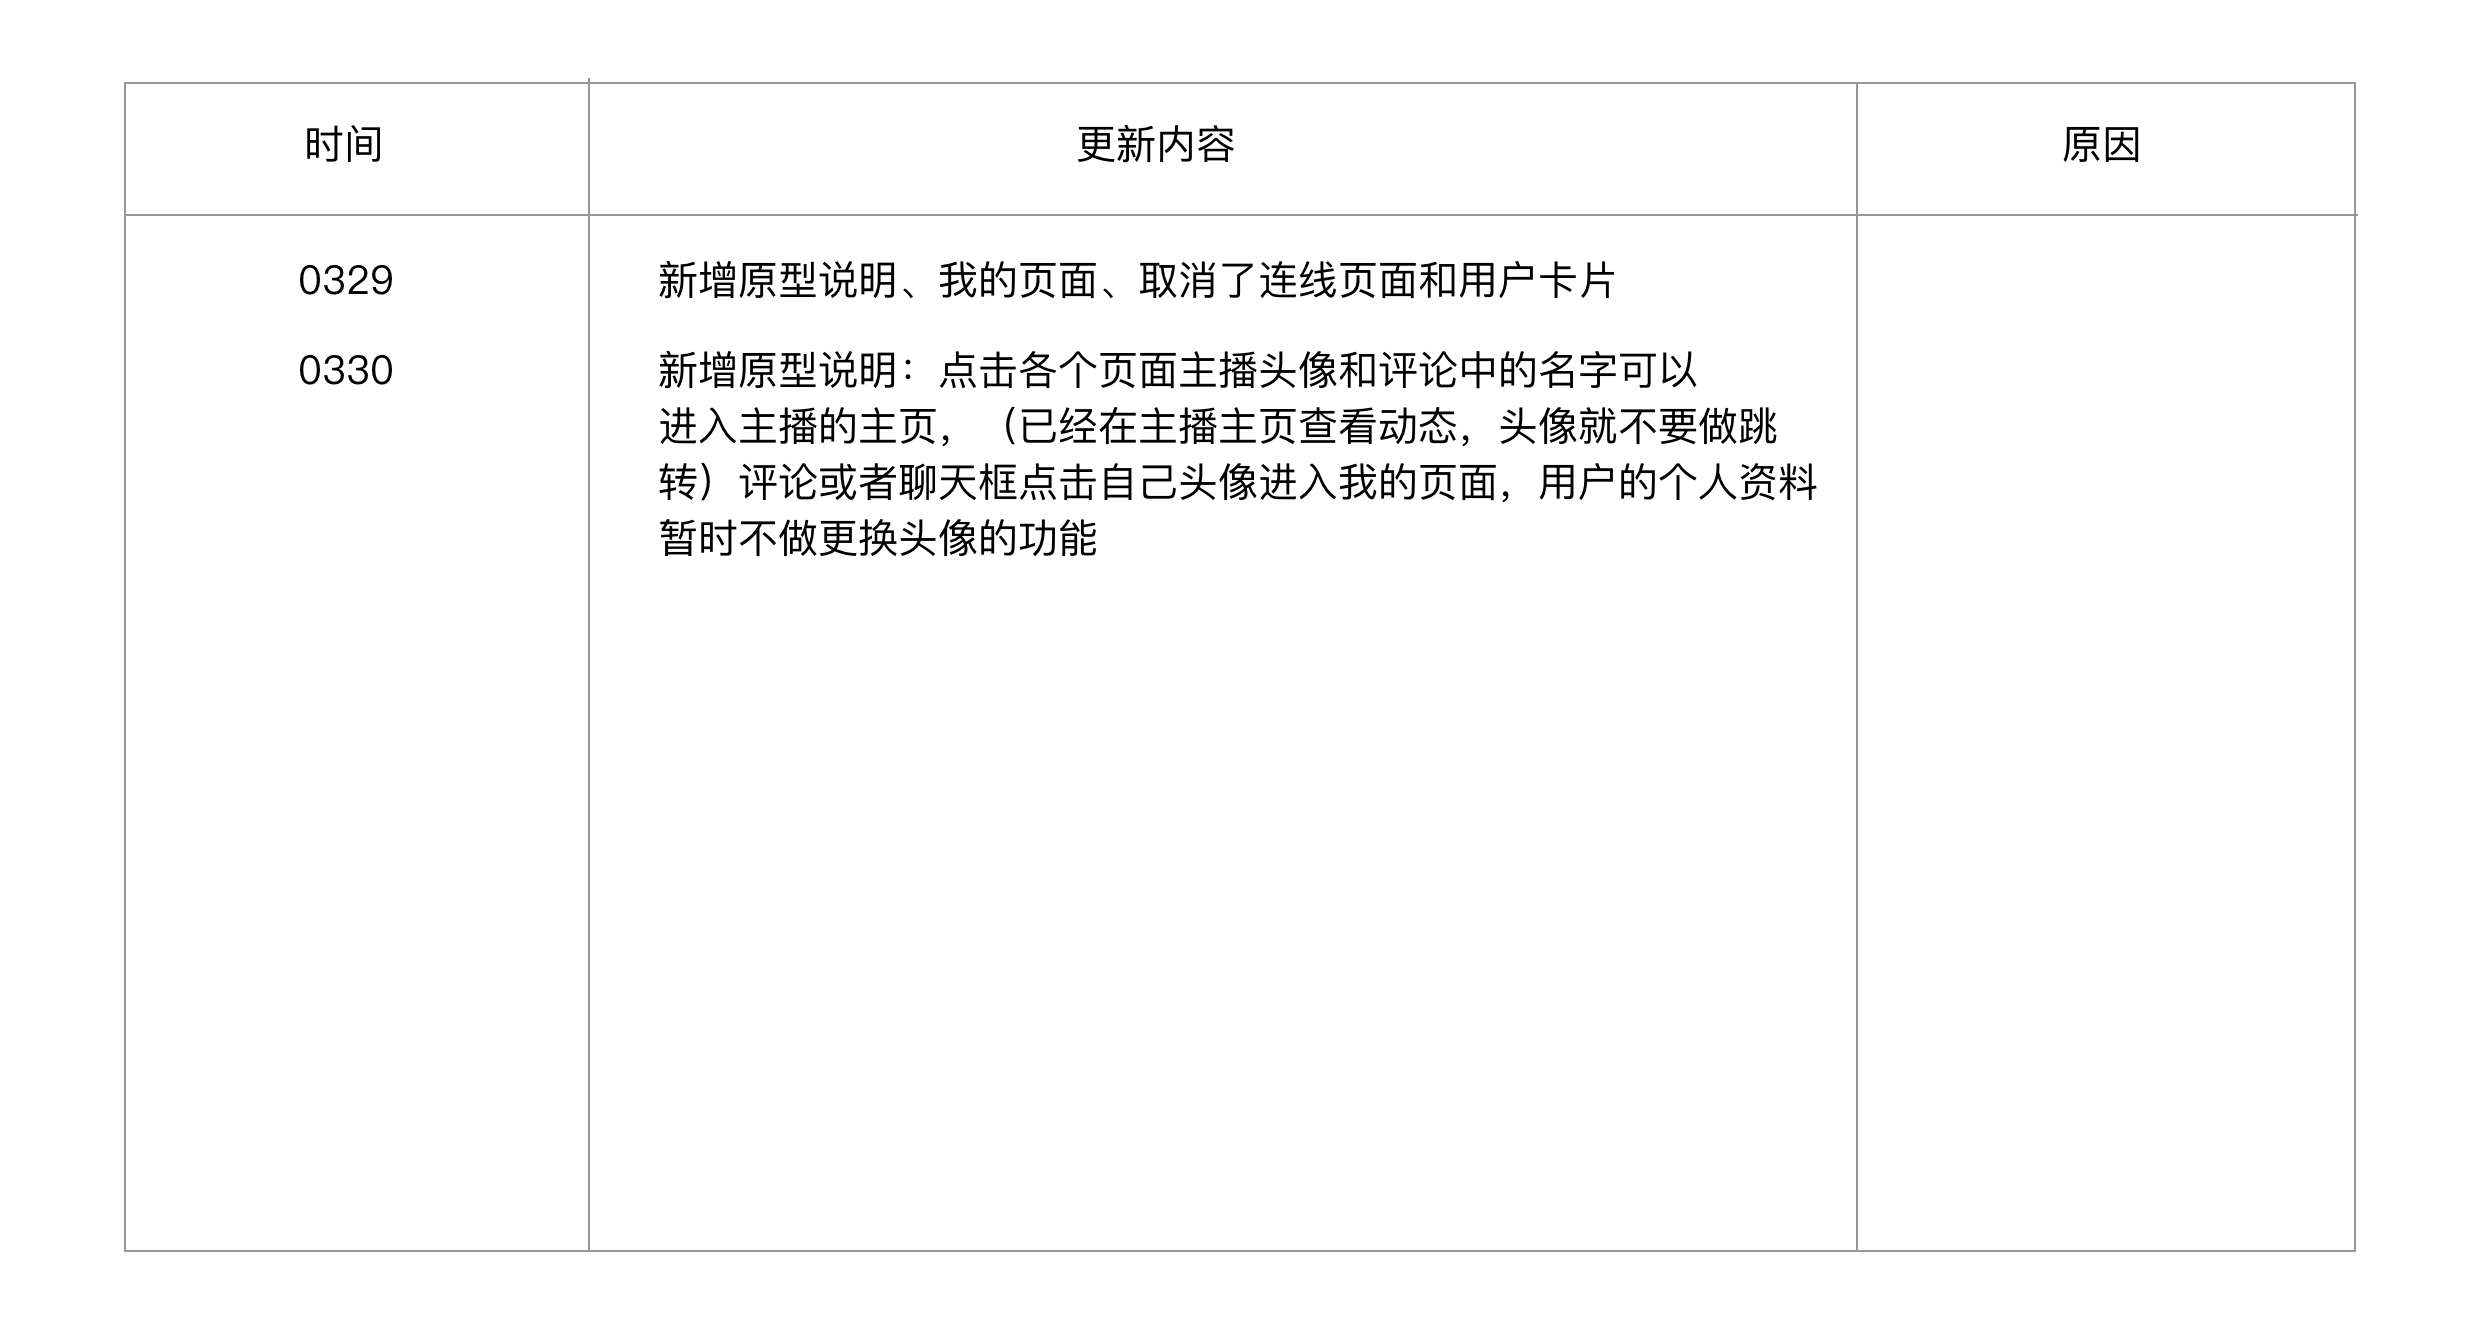 时间 更新内容 原因
0329 新增原型说明、我的页面、取消了连线页面和用户卡片
0330 新增原型说明：点击各个页面主播头像和评论中的名字可以
进入主播的主页，（已经在主播主页查看动态，头像就不要做跳
转）评论或者聊天框点击自己头像进入我的页面，用户的个人资料
暂时不做更换头像的功能